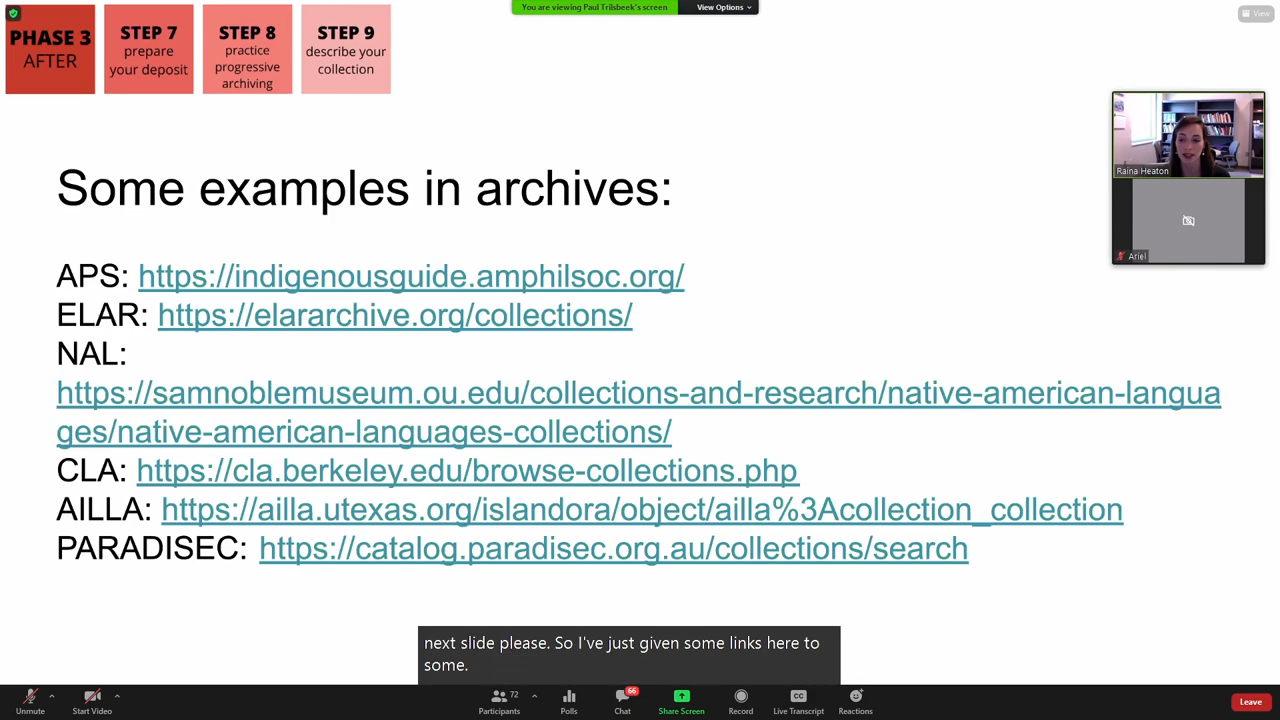 You are viewing Paul Trilsbeek's screen
View Options
View
PHASE 3
AFTER
STEP 7
prepare
your deposit
STEP 8
practice
progressive
archiving
STEP 9
describe your
collection
Raina Heaton
Ariel
Some examples in archives:
APS: https://indigenousguide.amphilsoc.org/
ELAR: https://elararchive.org/collections/
NAL:
https://samnoblemuseum.ou.edu/collections-and-research/native-american-langua
ges/native-american-languages-collections/
CLA: https://cla.berkeley.edu/browse-collections.php
AILLA: https://ailla.utexas.org/islandora/object/ailla%3Acollection_collection
PARADISEC: https://catalog.paradisec.org.au/collections/search
next slide please. So I've just given some links here to
some.
Unmute
Start Video
72
Participants
Polls
66
Chat
Share Screen
Record
CC
Live Transcript
Reactions
Leave